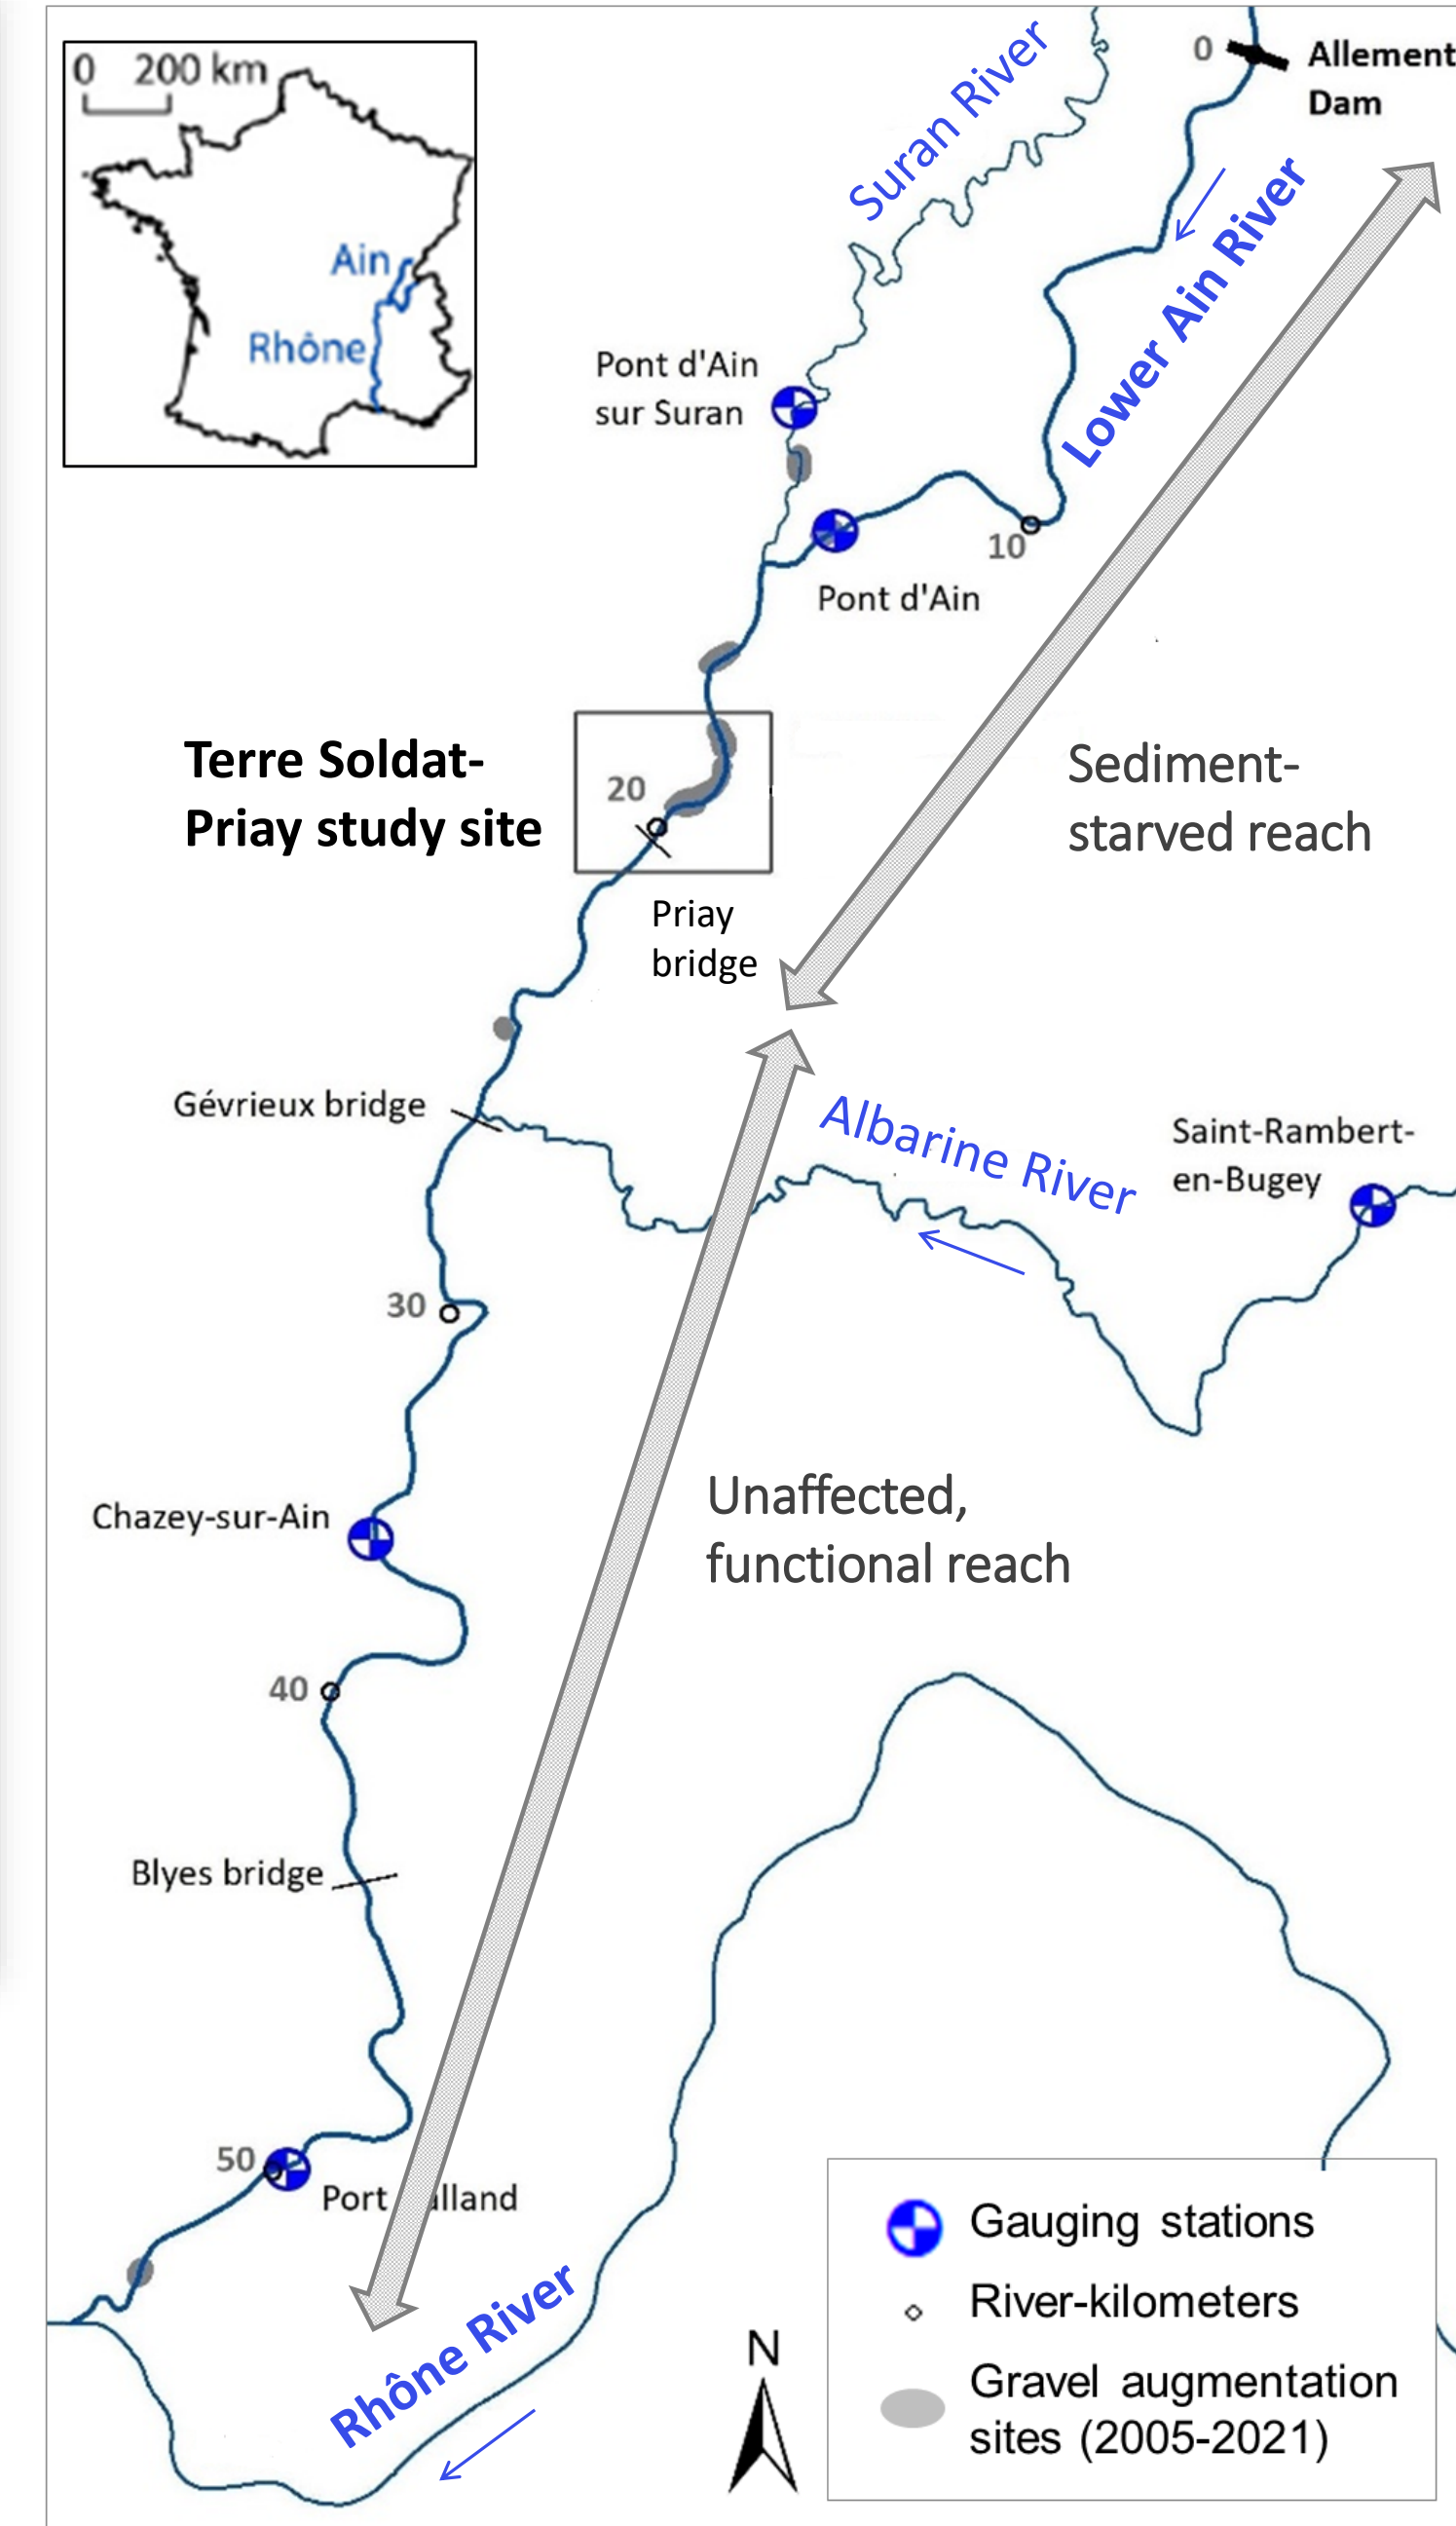 0 200 km
Ain
Rhône
Suran River
0
Allement
Dam
Lower Ain River
Pont d'Ain
sur Suran
10
Pont d'Ain
Terre Soldat-
Priay study site
20
Sediment-
starved reach
Priay
bridge
Gévrieux bridge
Albarine River
Saint-Rambert-
en-Bugey
30
Chazey-sur-Ain
Unaffected,
functional reach
40
Blyes bridge
50
Port
Rhône River
N
Gauging stations
River-kilometers
Gravel augmentation
sites (2005-2021)